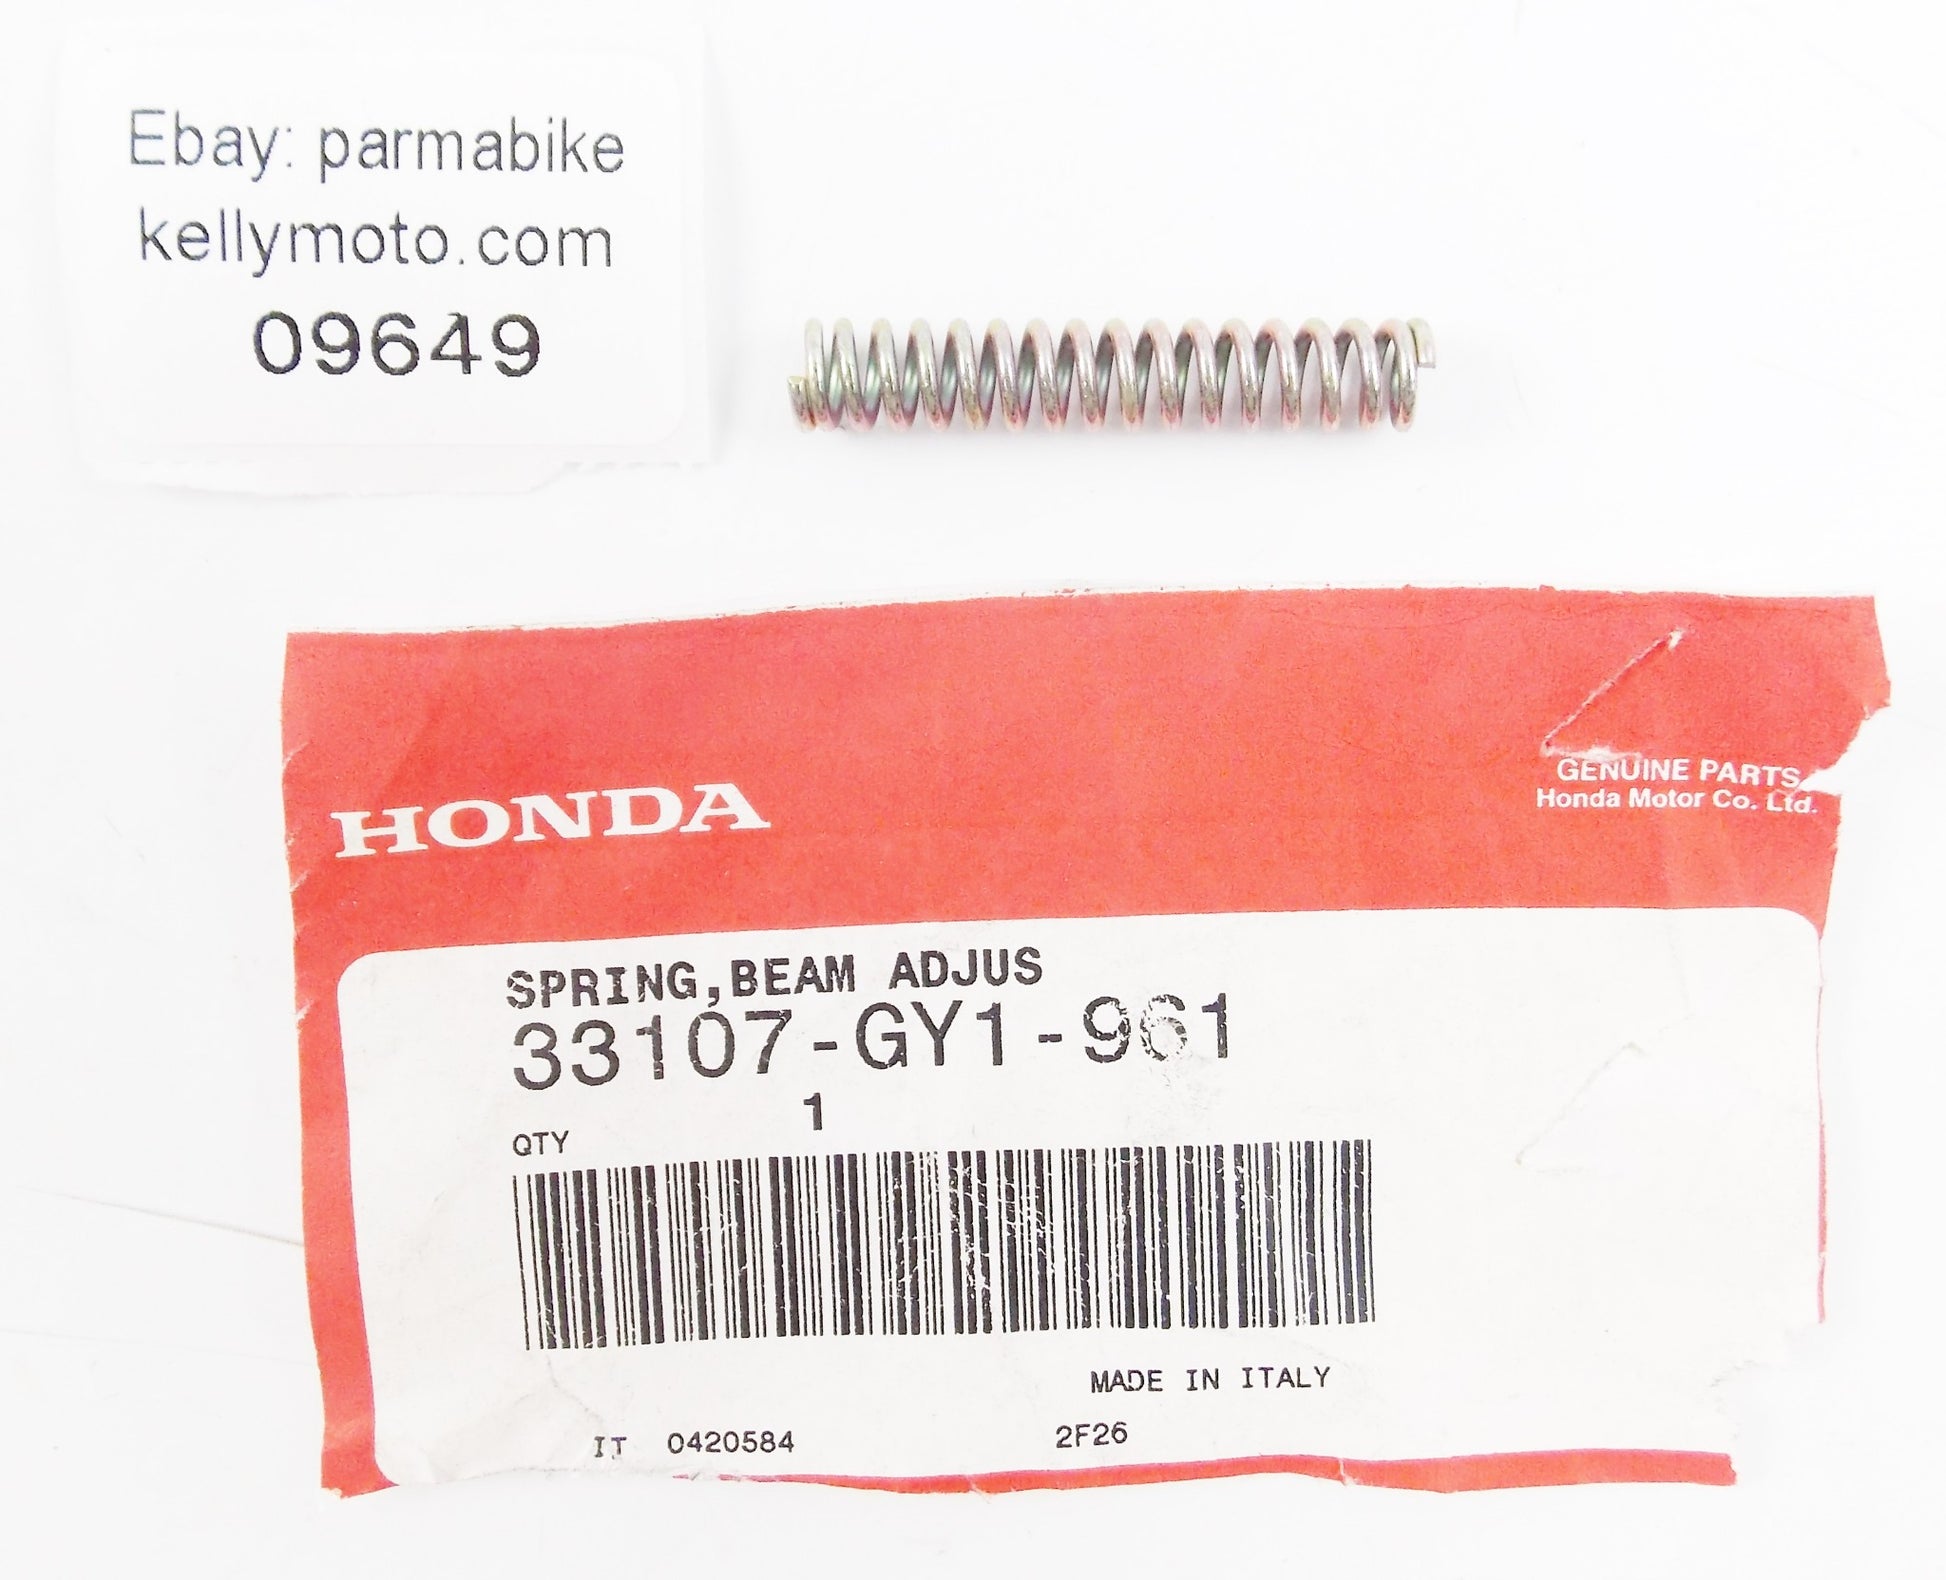 Ebay: parmabike
kellymoto.com
09649
HONDA
GENUINE PARTS
Honda Motor Co. Ltd.
SPRING,BEAM ADJUS
33107-GY1-961
1
QTY
MADE IN ITALY
IT 0420584 2F26